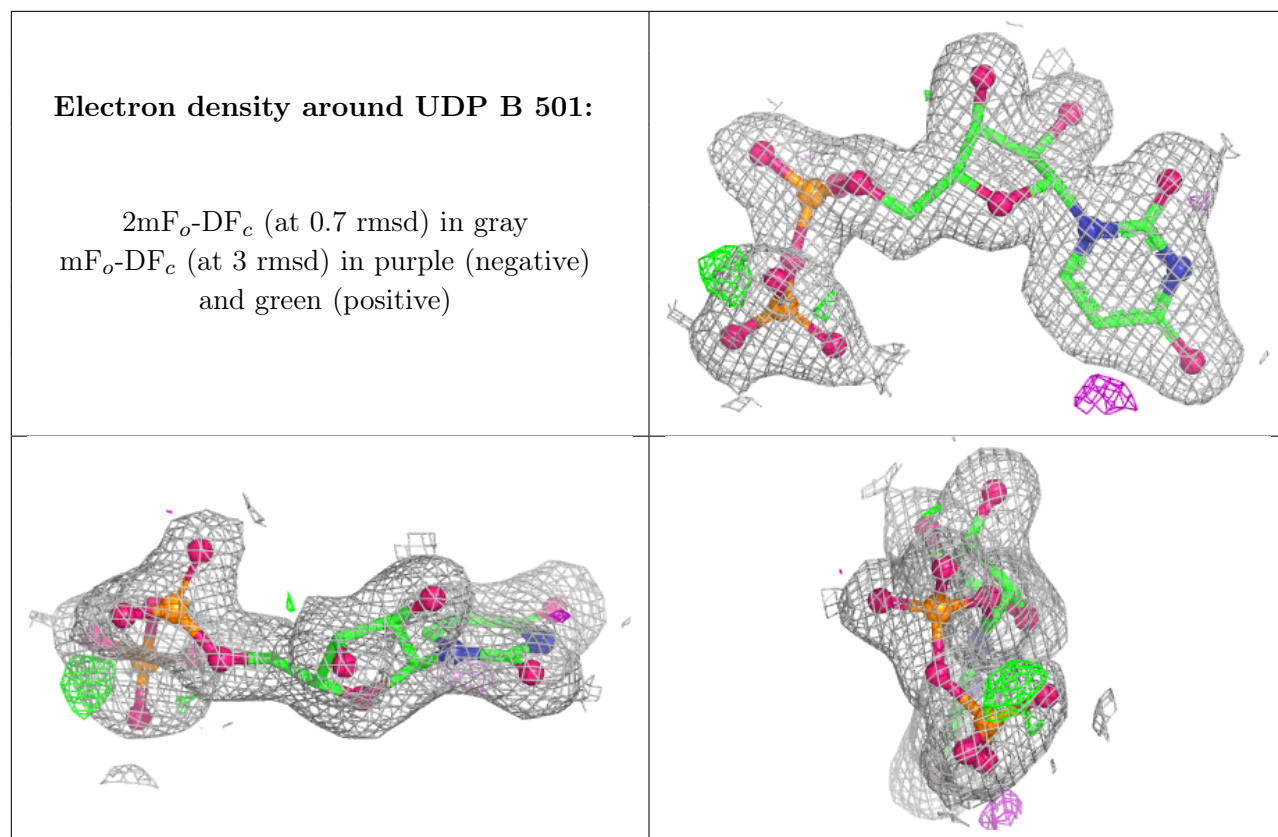 Electron density around UDP B 501:
2mFₒ-DF𝒸 (at 0.7 rmsd) in gray
mFₒ-DF𝒸 (at 3 rmsd) in purple (negative)
and green (positive)